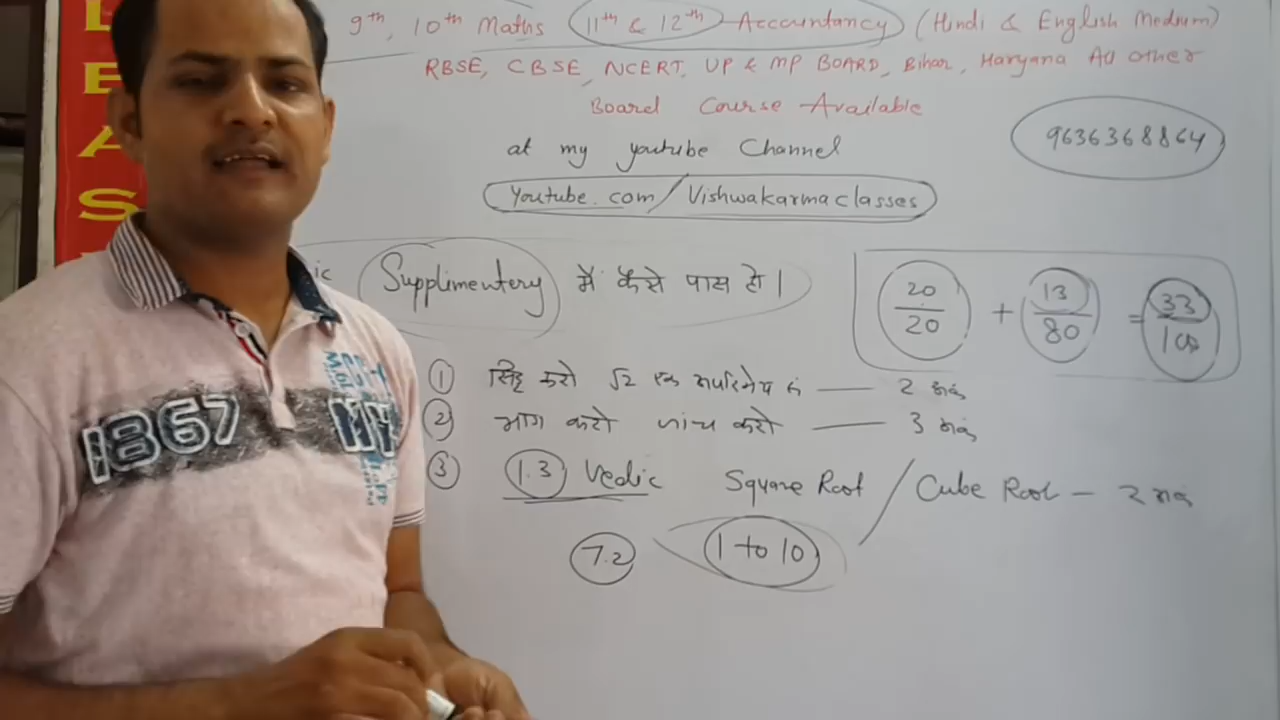 9th, 10th Maths 11th & 12th Accountancy (Hindi & English Medium)
RBSE, CBSE, NCERT, UP & MP BOARD, Bihar, Haryana All other
Board Course Available
at my youtube Channel
9636368864
Youtube.com/Vishwakarmaclasses
ic Supplimentery में कैसे पास हो।
20/20 + 13/80 = 33/100
① सिद्ध करो √2 एक अपरिमेय सं — 2 अंक
② भाग करो जांच करो — 3 अंक
③ 1.3 Vedic Square Root / Cube Root - 2 अंक
7.2 1 to 10
L
E
A
S
1867 NY